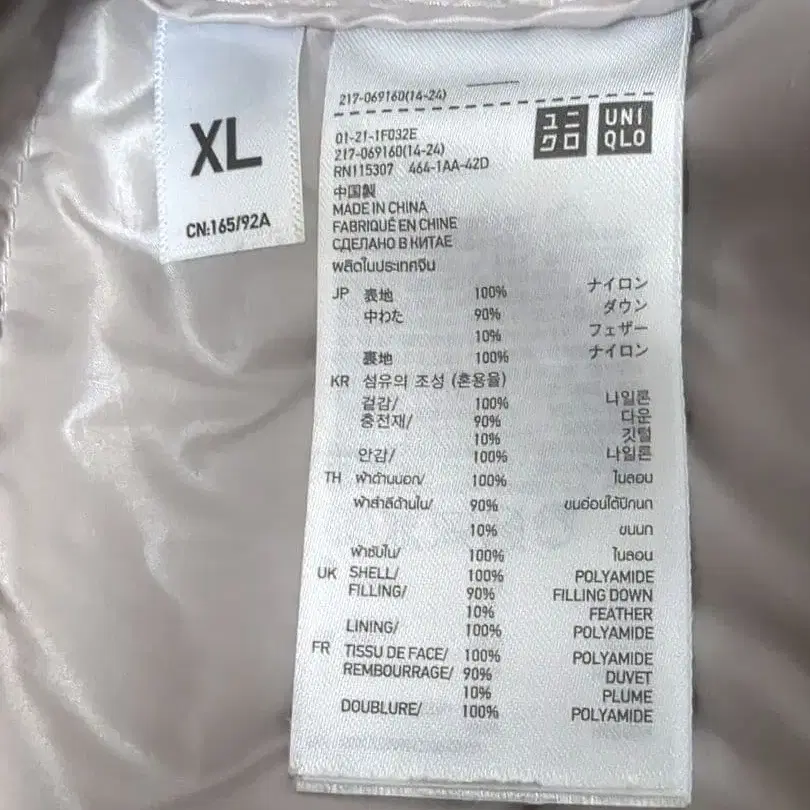 XL
CN:165/92A
217-069160(14-24)
ユニ
クロ
UNI
QLO
01-21-1F032E
217-069160(14-24)
RN115307 464-1AA-42D
中国製
MADE IN CHINA
FABRIQUÉ EN CHINE
СДЕЛАНО В КИТАЕ
ผลิตในประเทศจีน
JP 表地 100% ナイロン
中わた 90% ダウン
10% フェザー
裏地 100% ナイロン
KR 섬유의 조성 (혼용율)
겉감/ 100% 나일론
충전재/ 90% 다운
10% 깃털
안감/ 100% 나일론
TH ผ้าด้านนอก/ 100% ไนลอน
ผ้าสำลีด้านใน/ 90% ขนอ่อนใต้ปีกนก
10% ขนนก
ผ้าซับใน/ 100% ไนลอน
UK SHELL/ 100% POLYAMIDE
FILLING/ 90% FILLING DOWN
10% FEATHER
LINING/ 100% POLYAMIDE
FR TISSU DE FACE/ 100% POLYAMIDE
REMBOURRAGE/ 90% DUVET
10% PLUME
DOUBLURE/ 100% POLYAMIDE